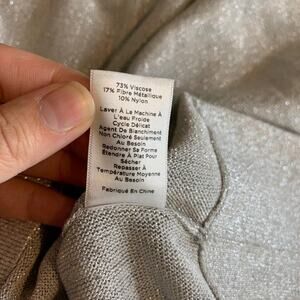 73% Viscose
17% Fibre Métallique
10% Nylon
Laver À La Machine À
L'eau Froide
Cycle Délicat
Agent De Blanchiment
Non Chloré Seulement
Au Besoin
Redonner Sa Forme
Étendre À Plat Pour
Sécher
Repasser À
Température Moyenne
Au Besoin
Fabriqué En Chine